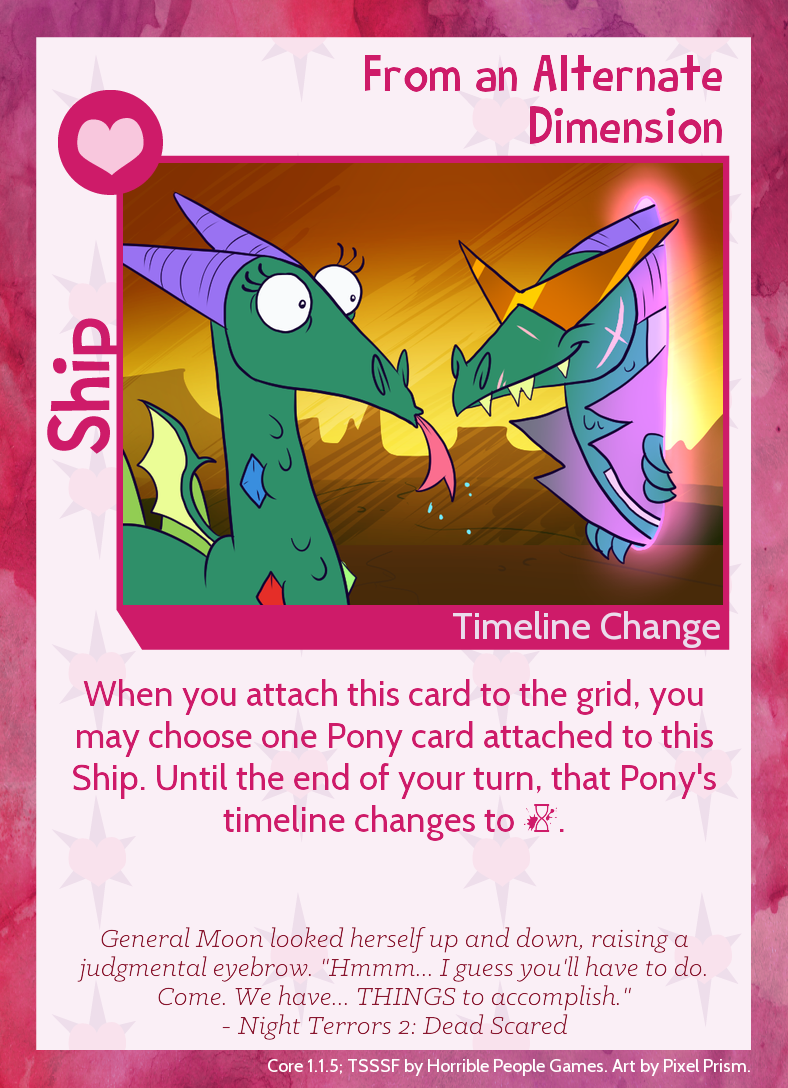 From an Alternate
Dimension
Ship
Timeline Change
When you attach this card to the grid, you
may choose one Pony card attached to this
Ship. Until the end of your turn, that Pony's
timeline changes to .
General Moon looked herself up and down, raising a
judgmental eyebrow. "Hmmm... I guess you'll have to do.
Come. We have... THINGS to accomplish."
- Night Terrors 2: Dead Scared
Core 1.1.5; TSSSF by Horrible People Games. Art by Pixel Prism.